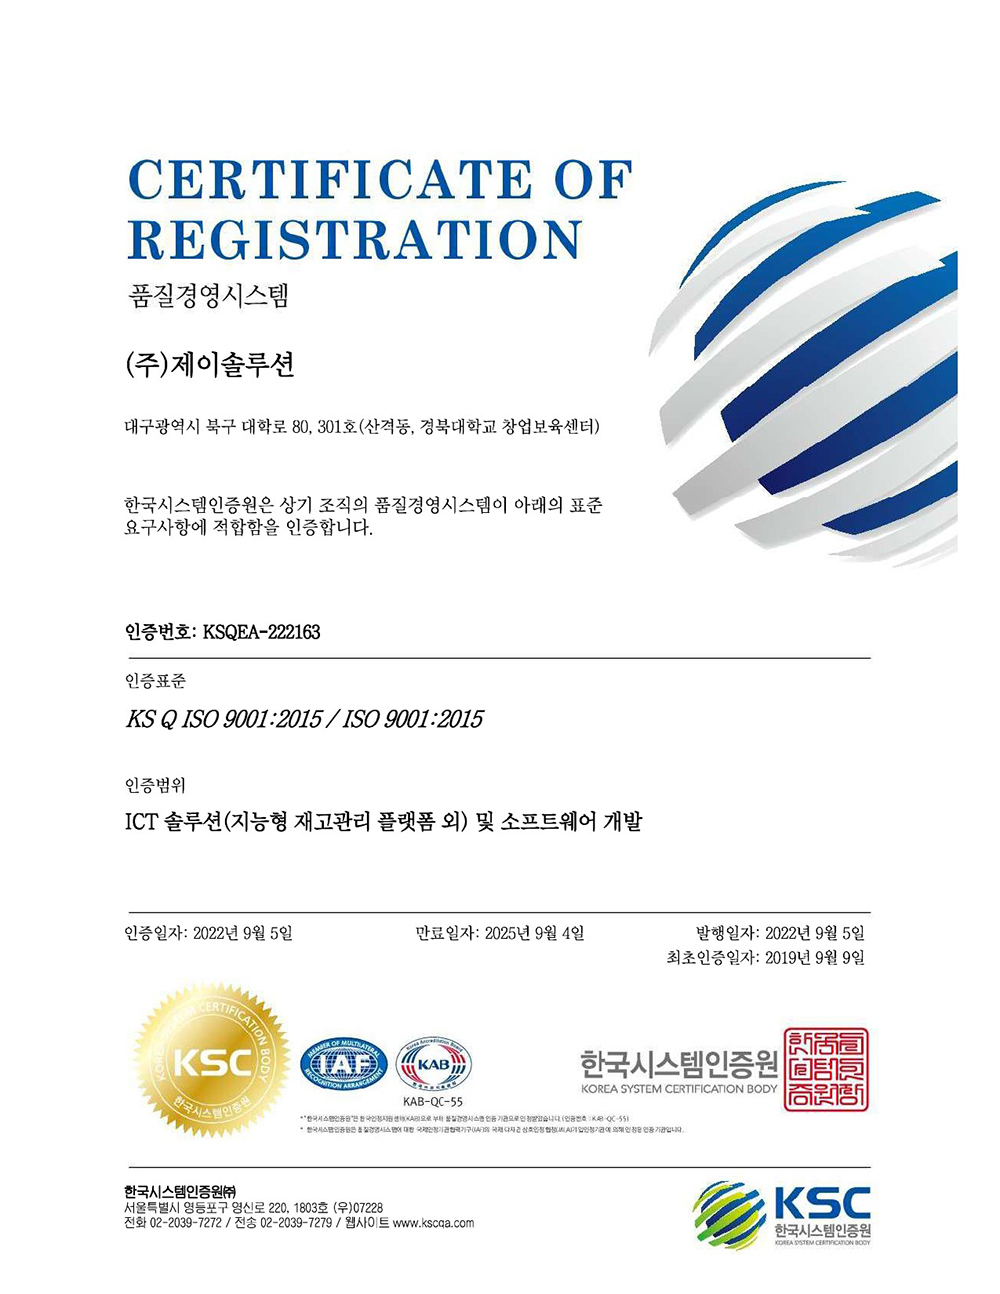 CERTIFICATE OF
REGISTRATION
품질경영시스템
(주)제이솔루션
대구광역시 북구 대학로 80, 301호(산격동, 경북대학교 창업보육센터)
한국시스템인증원은 상기 조직의 품질경영시스템이 아래의 표준
요구사항에 적합함을 인증합니다.
인증번호: KSQEA-222163
인증표준
KS Q ISO 9001:2015 / ISO 9001:2015
인증범위
ICT 솔루션(지능형 재고관리 플랫폼 외) 및 소프트웨어 개발
인증일자: 2022년 9월 5일
만료일자: 2025년 9월 4일
발행일자: 2022년 9월 5일
최초인증일자: 2019년 9월 9일
CERTIFICATION BODY
KSC
한국시스템인증원
MEMBER OF MULTILATERAL
IAF
RECOGNITION ARRANGEMENT
Korea Accreditation Board
KAB
KAB-QC-55
한국시스템인증원
KOREA SYSTEM CERTIFICATION BODY
한국시스템인증원㈜
서울특별시 영등포구 영신로 220, 1803호 (우)07228
전화 02-2039-7272 / 전송 02-2039-7279 / 웹사이트 www.kscqa.com
KSC
한국시스템인증원
KOREA SYSTEM CERTIFICATION BODY